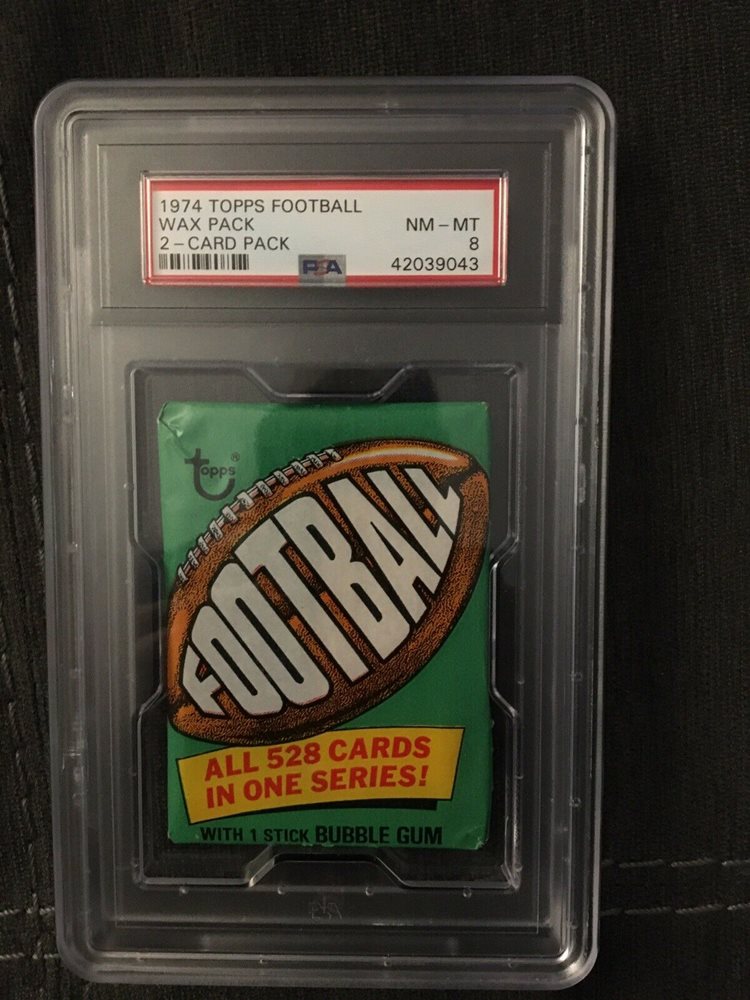 1974 TOPPS FOOTBALL
WAX PACK NM – MT
2 – CARD PACK 8
PSA 42039043
topps®
FOOTBALL
ALL 528 CARDS
IN ONE SERIES!
WITH 1 STICK BUBBLE GUM